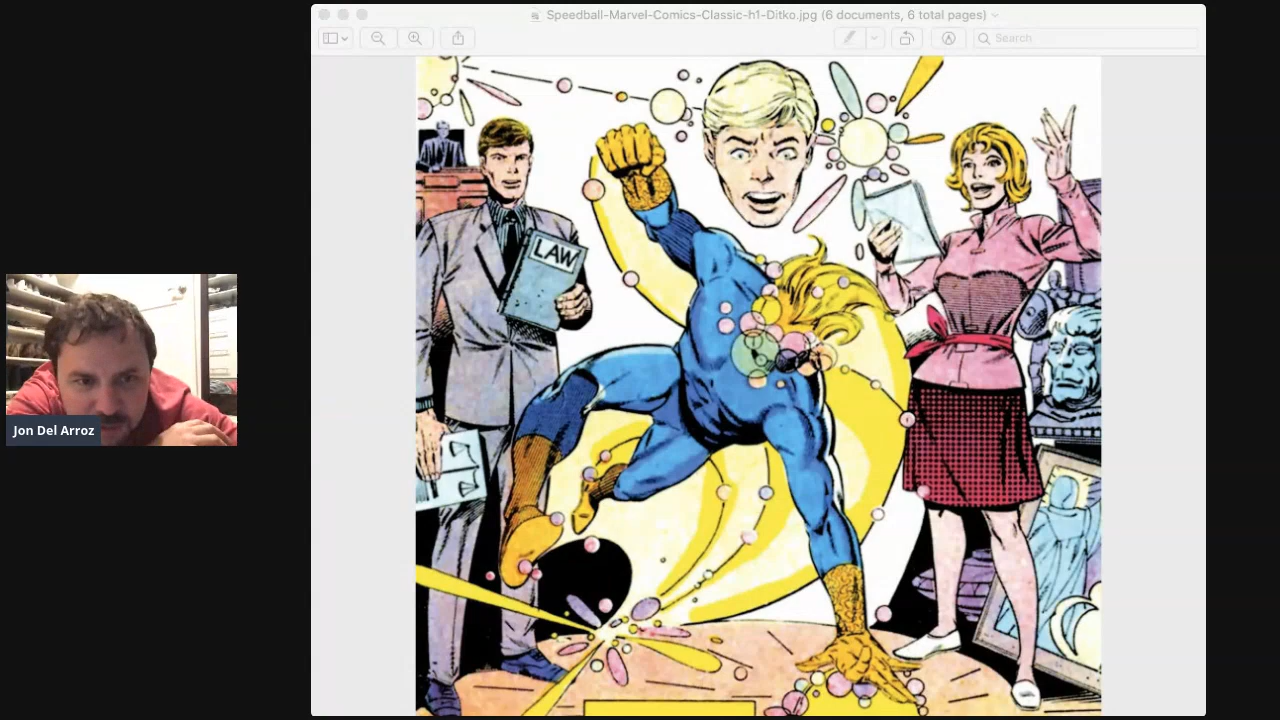 Speedball-Marvel-Comics-Classic-h1-Ditko.jpg (6 documents, 6 total pages)
Search
LAW
Jon Del Arroz